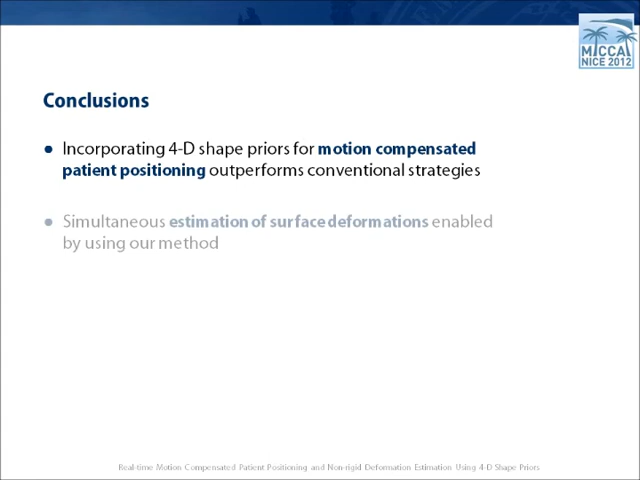 MICCAI
NICE 2012
Conclusions
● Incorporating 4-D shape priors for motion compensated
patient positioning outperforms conventional strategies
● Simultaneous estimation of surface deformations enabled
by using our method
Real-time Motion Compensated Patient Positioning and Non-rigid Deformation Estimation Using 4-D Shape Priors